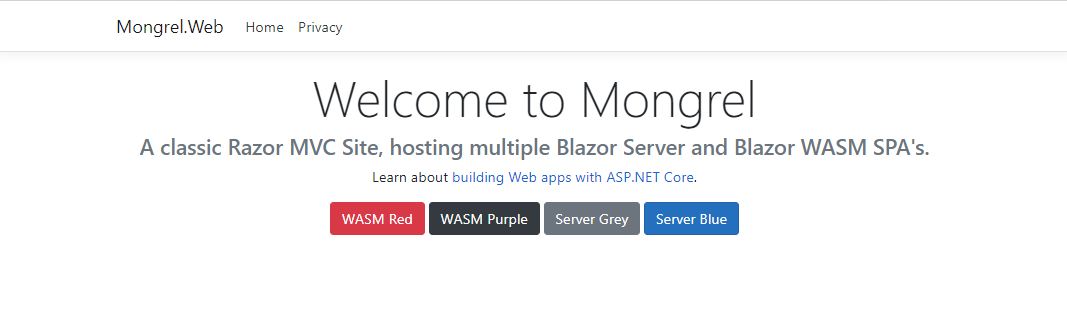 Mongrel.Web Home Privacy
Welcome to Mongrel
A classic Razor MVC Site, hosting multiple Blazor Server and Blazor WASM SPA's.
Learn about building Web apps with ASP.NET Core.
WASM Red WASM Purple Server Grey Server Blue